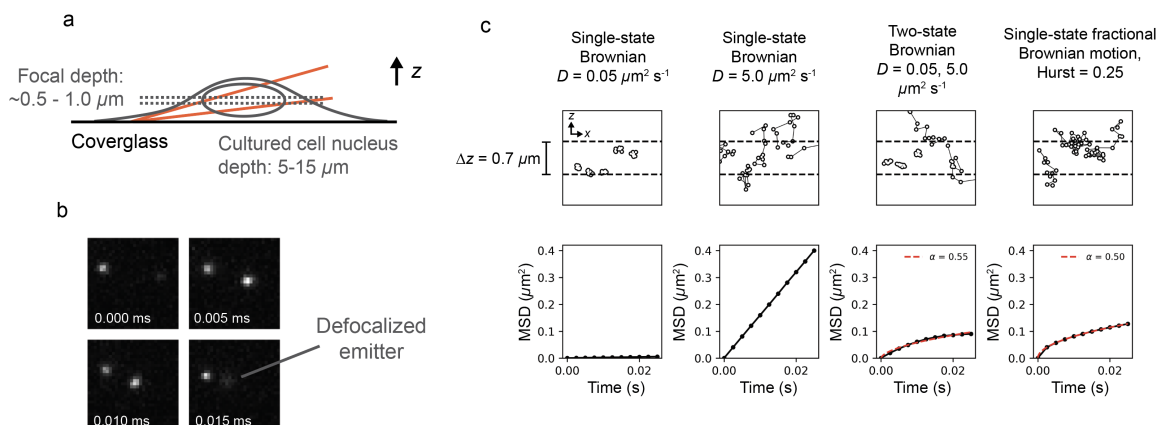 a
Focal depth:
~0.5 - 1.0 µm
z
Coverglass
Cultured cell nucleus
depth: 5-15 µm
b
0.000 ms
0.005 ms
0.010 ms
0.015 ms
Defocalized
emitter
c
Single-state
Brownian
D = 0.05 µm² s⁻¹
Single-state
Brownian
D = 5.0 µm² s⁻¹
Two-state
Brownian
D = 0.05, 5.0
µm² s⁻¹
Single-state fractional
Brownian motion,
Hurst = 0.25
z
x
Δz = 0.7 µm
MSD (µm²)
0.4
0.3
0.2
0.1
0.0
0.00
0.02
Time (s)
MSD (µm²)
0.4
0.3
0.2
0.1
0.0
0.00
0.02
Time (s)
MSD (µm²)
0.4
0.3
0.2
0.1
0.0
α = 0.55
0.00
0.02
Time (s)
MSD (µm²)
0.4
0.3
0.2
0.1
0.0
α = 0.50
0.00
0.02
Time (s)